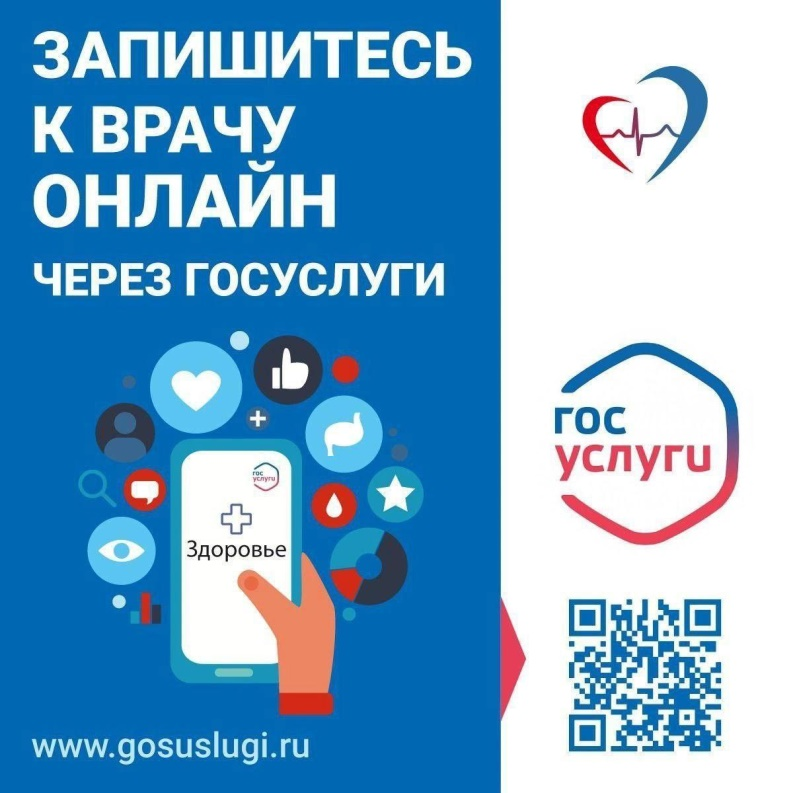 ЗАПИШИТЕСЬ
К ВРАЧУ
ОНЛАЙН
ЧЕРЕЗ ГОСУСЛУГИ
гос
услуги
Здоровье
www.gosuslugi.ru
гос
услуги